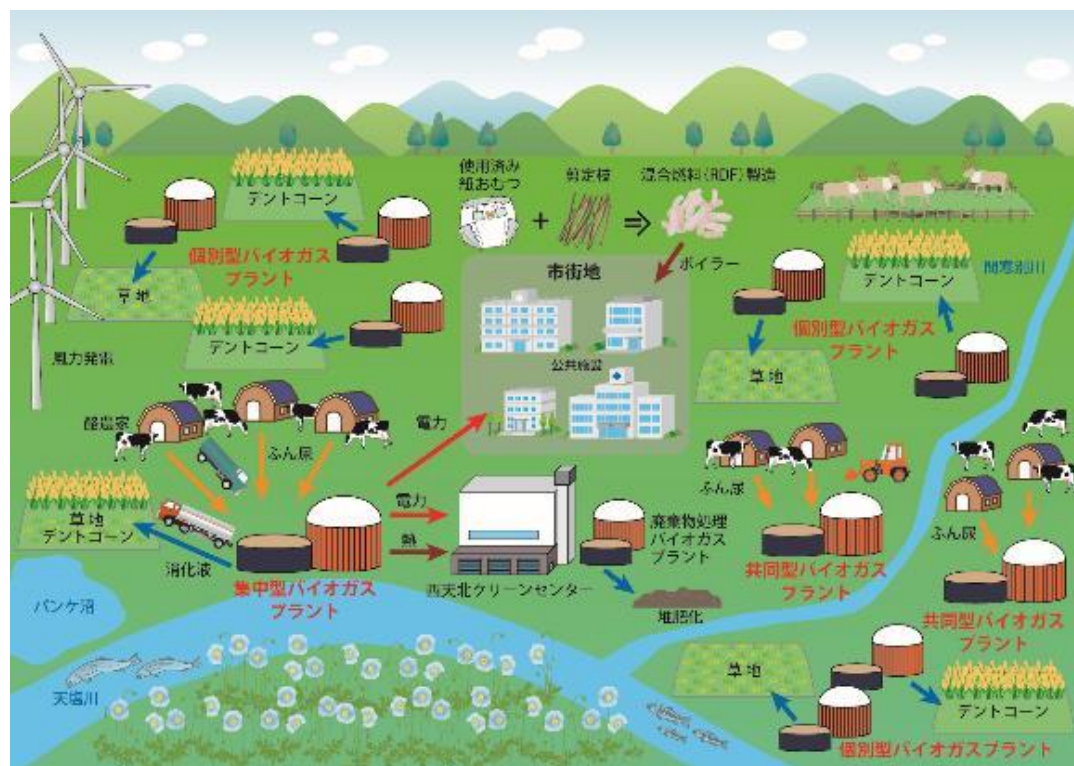 使用済み
紙おむつ
剪定枝
混合燃料(RDF)製造
デントコーン
デントコーン
個別型バイオガス
プラント
市街地
ボイラー
問寒別川
草地
個別型バイオガス
プラント
デントコーン
風力発電
公共施設
草地
酪農家
電力
ふん尿
ふん尿
草地
デントコーン
電力
廃棄物処理
バイオガス
プラント
熱
ふん尿
消化液
集中型バイオガス
プラント
西天北クリーンセンター
共同型バイオガス
プラント
パンケ沼
堆肥化
共同型バイオガス
プラント
草地
天塩川
デントコーン
個別型バイオガスプラント